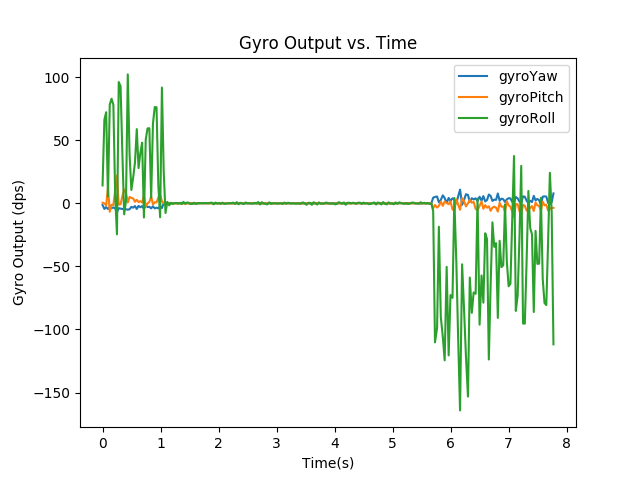 Gyro Output vs. Time
gyroYaw
gyroPitch
gyroRoll
100
50
0
−50
−100
−150
Gyro Output (dps)
0 1 2 3 4 5 6 7 8
Time(s)